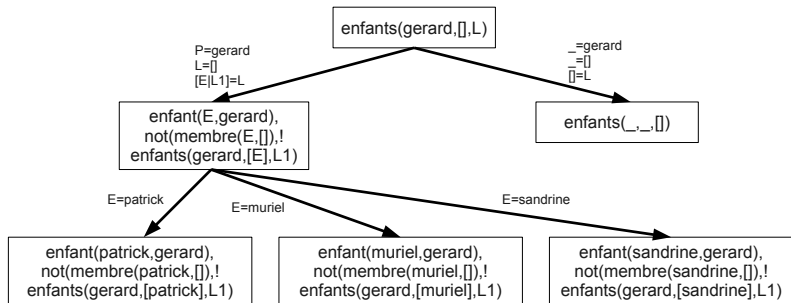 enfants(gerard,[],L)
P=gerard
L=[]
[E|L1]=L
_=gerard
_=[]
[]=L
enfant(E,gerard),
not(membre(E,[]),!
enfants(gerard,[E],L1)
enfants(_,_,[])
E=patrick
E=muriel
E=sandrine
enfant(patrick,gerard),
not(membre(patrick,[]),!
enfants(gerard,[patrick],L1)
enfant(muriel,gerard),
not(membre(muriel,[]),!
enfants(gerard,[muriel],L1)
enfant(sandrine,gerard),
not(membre(sandrine,[]),!
enfants(gerard,[sandrine],L1)